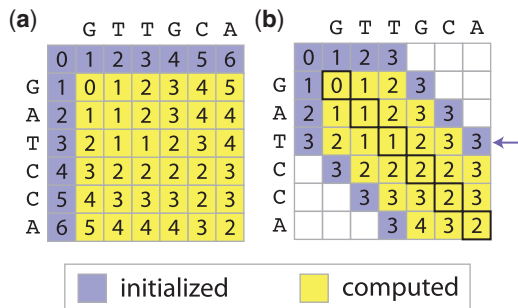 (a) G T T G C A
0 1 2 3 4 5 6
G 1 0 1 2 3 4 5
A 2 1 1 2 3 4 4
T 3 2 1 1 2 3 4
C 4 3 2 2 2 2 3
C 5 4 3 3 3 2 3
A 6 5 4 4 4 3 2
(b) G T T G C A
0 1 2 3
G 1 0 1 2 3
A 2 1 1 2 3 3
T 3 2 1 1 2 3 3
C 3 2 2 2 2 3
C 3 3 3 2 3
A 3 4 3 2
initialized computed